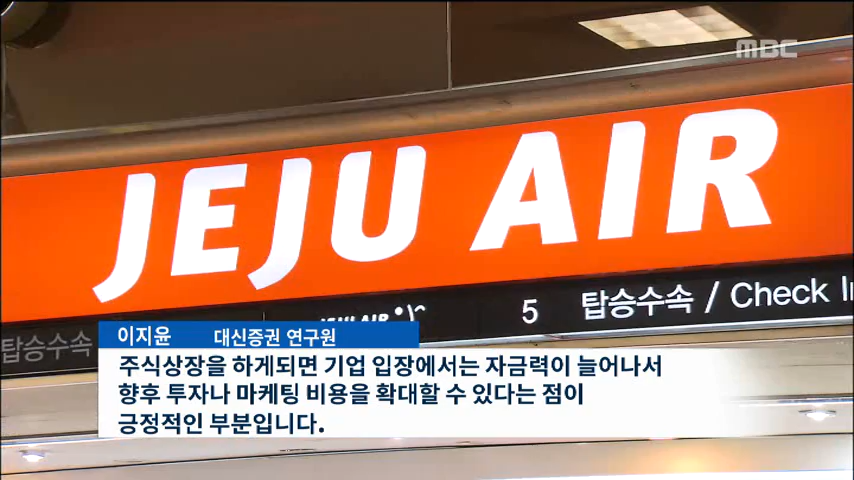 MBC
JEJU AIR
5 탑승수속 / Check In
탑승수속
이지윤 대신증권 연구원
주식상장을 하게되면 기업 입장에서는 자금력이 늘어나서
향후 투자나 마케팅 비용을 확대할 수 있다는 점이
긍정적인 부분입니다.